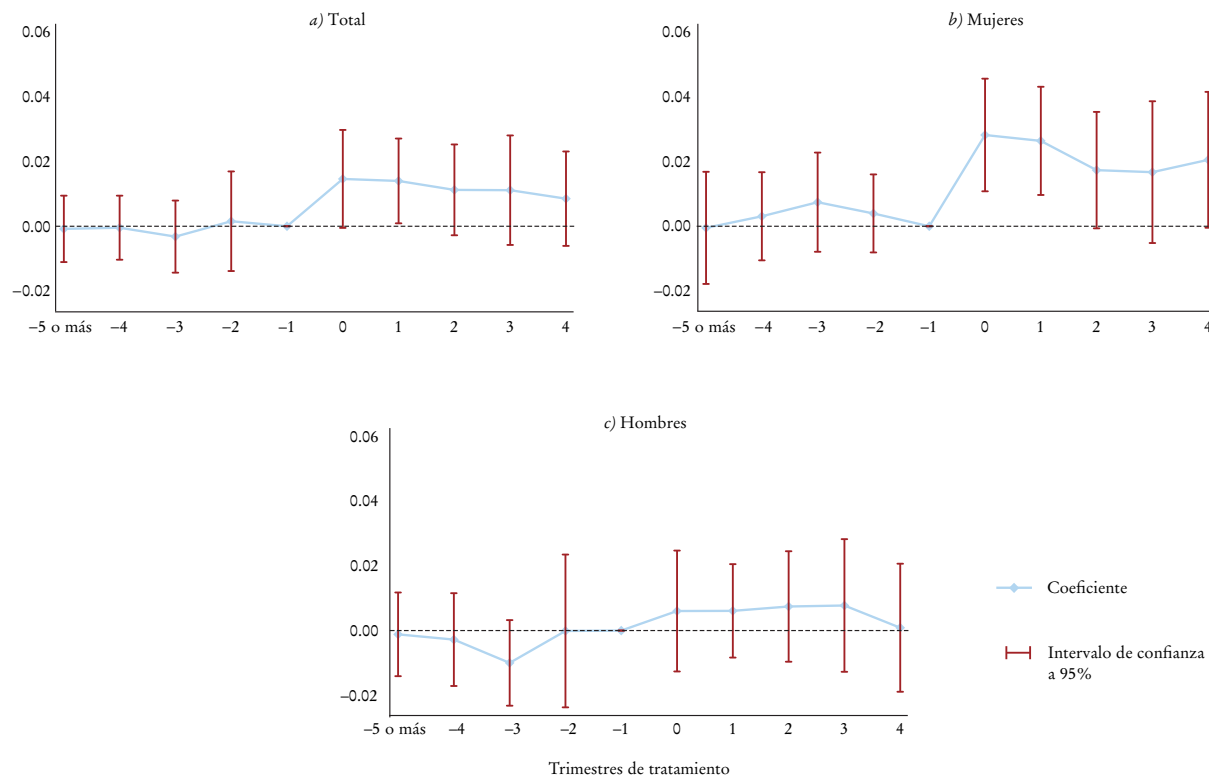 a) Total
0.06
0.04
0.02
0.00
−0.02
−5 o más −4 −3 −2 −1 0 1 2 3 4
b) Mujeres
0.06
0.04
0.02
0.00
−0.02
−5 o más −4 −3 −2 −1 0 1 2 3 4
c) Hombres
0.06
0.04
0.02
0.00
−0.02
−5 o más −4 −3 −2 −1 0 1 2 3 4
Trimestres de tratamiento
Coeficiente
Intervalo de confianza
a 95%